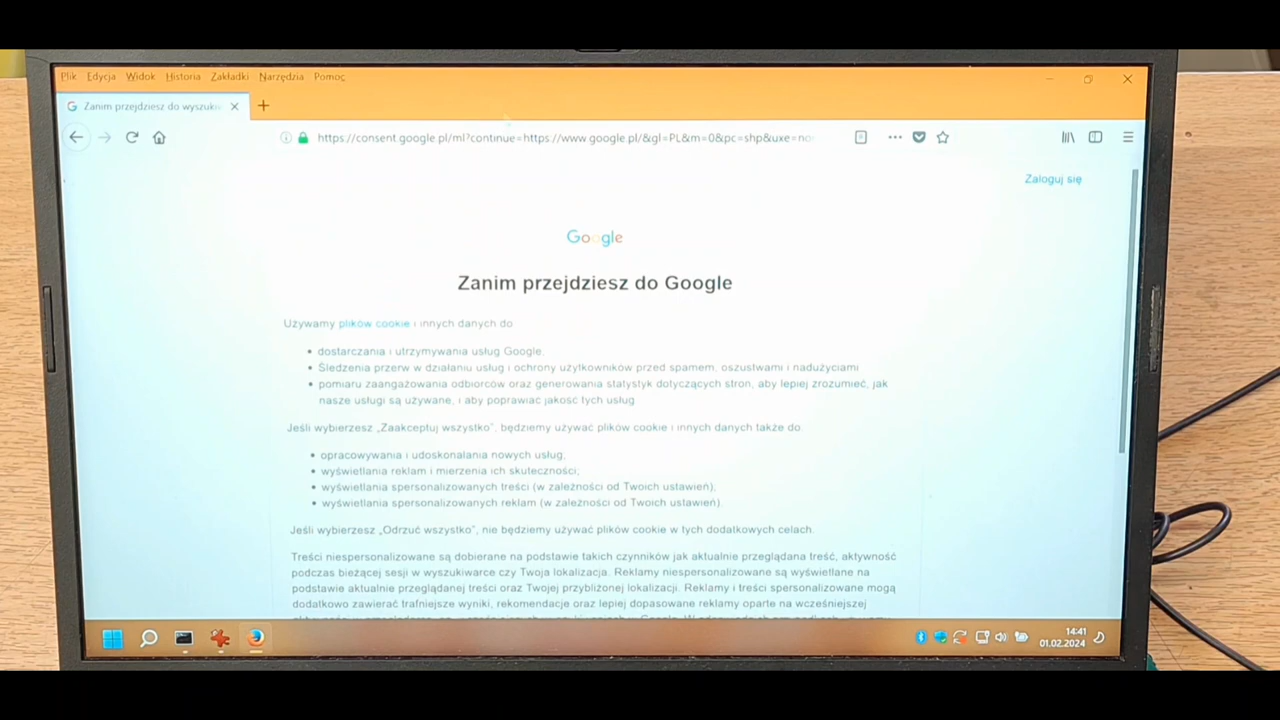 Plik Edycja Widok Historia Zakładki Narzędzia Pomoc
Zanim przejdziesz do wyszuki
https://consent.google.pl/ml?continue=https://www.google.pl/&gl=PL&m=0&pc=shp&uxe=no
Zaloguj się
Google
Zanim przejdziesz do Google
Używamy plików cookie i innych danych do
• dostarczania i utrzymywania usług Google,
• Śledzenia przerw w działaniu usług i ochrony użytkowników przed spamem, oszustwami i nadużyciami
• pomiaru zaangażowania odbiorców oraz generowania statystyk dotyczących stron, aby lepiej zrozumieć, jak
nasze usługi są używane, i aby poprawiać jakość tych usług
Jeśli wybierzesz „Zaakceptuj wszystko”, będziemy używać plików cookie i innych danych także do
• opracowywania i udoskonalania nowych usług;
• wyświetlania reklam i mierzenia ich skuteczności;
• wyświetlania spersonalizowanych treści (w zależności od Twoich ustawień);
• wyświetlania spersonalizowanych reklam (w zależności od Twoich ustawień).
Jeśli wybierzesz „Odrzuć wszystko”, nie będziemy używać plików cookie w tych dodatkowych celach.
Treści niespersonalizowane są dobierane na podstawie takich czynników jak aktualnie przeglądana treść, aktywność
podczas bieżącej sesji w wyszukiwarce czy Twoja lokalizacja. Reklamy niespersonalizowane są wyświetlane na
podstawie aktualnie przeglądanej treści oraz Twojej przybliżonej lokalizacji. Reklamy i treści spersonalizowane mogą
dodatkowo zawierać trafniejsze wyniki, rekomendacje oraz lepiej dopasowane reklamy oparte na wcześniejszej
14:41
01.02.2024